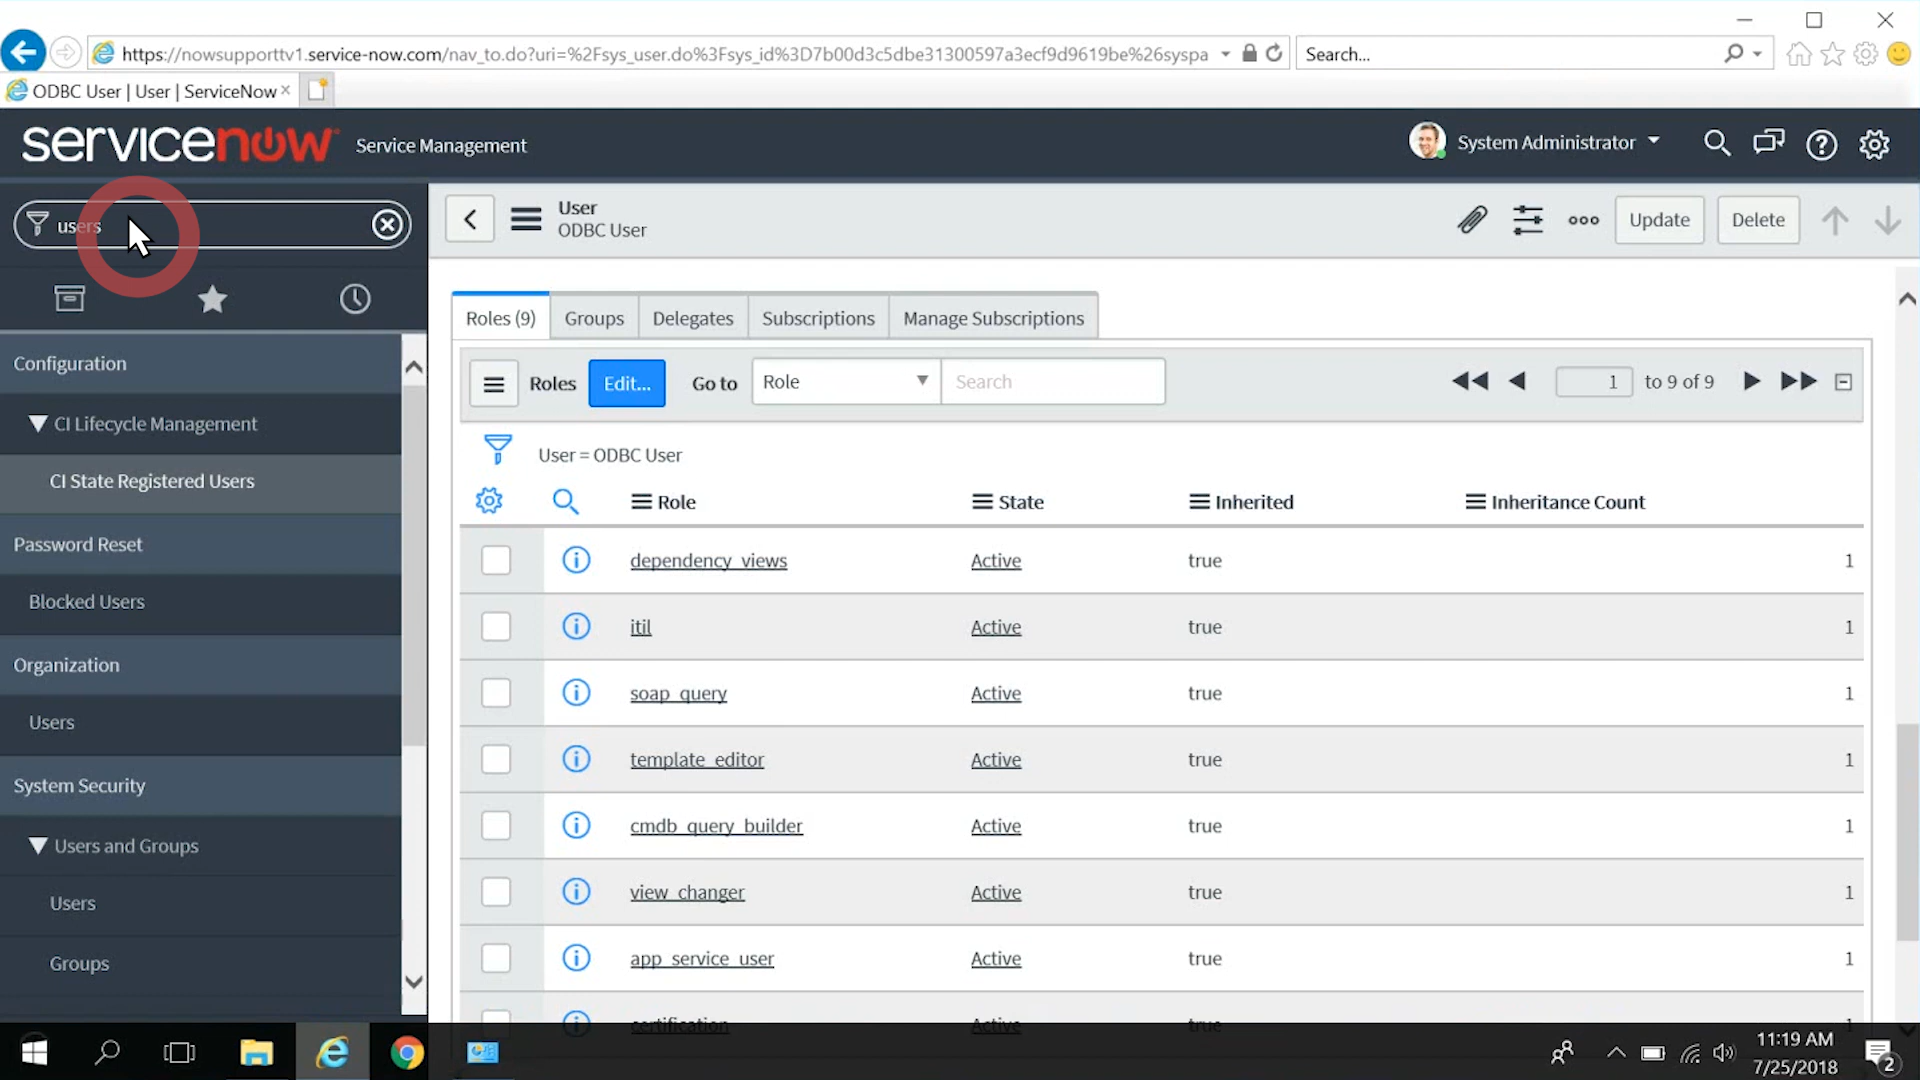 https://nowsupporttv1.service-now.com/nav_to.do?uri=%2Fsys_user.do%3Fsys_id%3D7b00d3c5dbe31300597a3ecf9d9619be%26syspa
Search...
ODBC User | User | ServiceNow
servicenow
Service Management
System Administrator
users
User
ODBC User
Update
Delete
Configuration
CI Lifecycle Management
CI State Registered Users
Password Reset
Blocked Users
Organization
Users
System Security
Users and Groups
Users
Groups
Roles (9)
Groups
Delegates
Subscriptions
Manage Subscriptions
Roles
Edit...
Go to
Role
Search
1 to 9 of 9
User = ODBC User
Role State Inherited Inheritance Count
dependency_views Active true 1
itil Active true 1
soap_query Active true 1
template_editor Active true 1
cmdb_query_builder Active true 1
view_changer Active true 1
app_service_user Active true 1
certification Active true 1
11:19 AM
7/25/2018
2